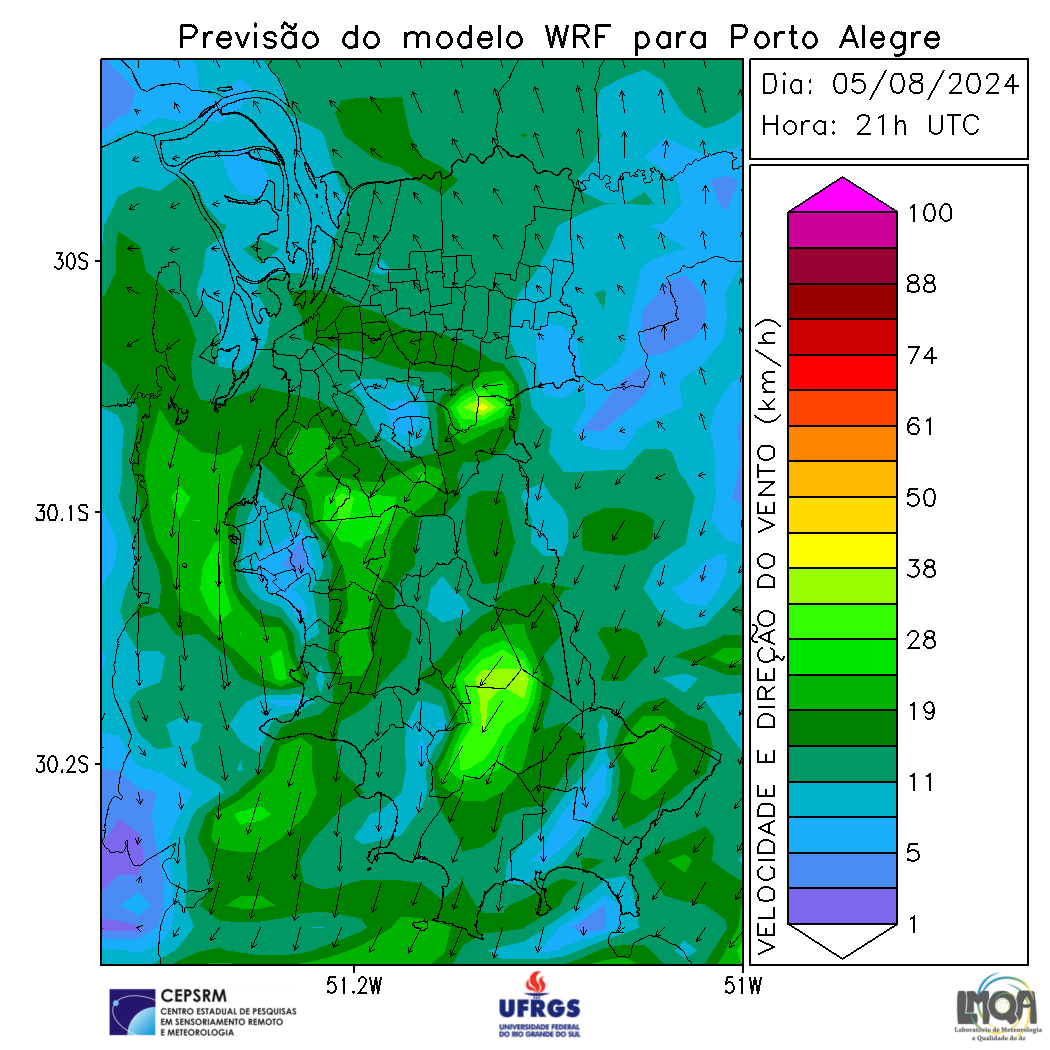 Previsão do modelo WRF para Porto Alegre
Dia: 05/08/2024
Hora: 21h UTC
30S
30.1S
30.2S
51.2W
51W
VELOCIDADE E DIREÇÃO DO VENTO (km/h)
100
88
74
61
50
38
28
19
11
5
1
CEPSRM
CENTRO ESTADUAL DE PESQUISAS
EM SENSORIAMENTO REMOTO
E METEOROLOGIA
UFRGS
UNIVERSIDADE FEDERAL
DO RIO GRANDE DO SUL
LMQA
Laboratório de Meteorologia
e Qualidade do Ar